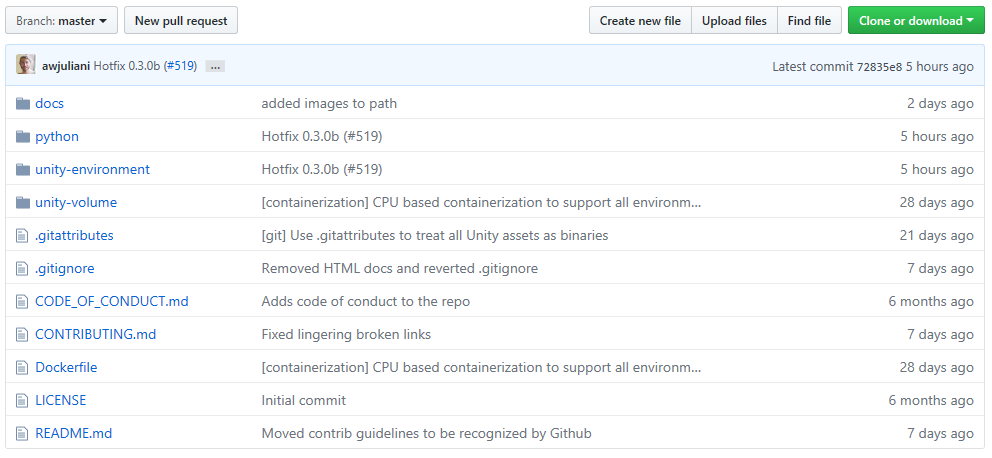 Branch: master New pull request Create new file Upload files Find file Clone or download
awjuliani Hotfix 0.3.0b (#519) ... Latest commit 72835e8 5 hours ago
docs added images to path 2 days ago
python Hotfix 0.3.0b (#519) 5 hours ago
unity-environment Hotfix 0.3.0b (#519) 5 hours ago
unity-volume [containerization] CPU based containerization to support all environm... 28 days ago
.gitattributes [git] Use .gitattributes to treat all Unity assets as binaries 21 days ago
.gitignore Removed HTML docs and reverted .gitignore 7 days ago
CODE_OF_CONDUCT.md Adds code of conduct to the repo 6 months ago
CONTRIBUTING.md Fixed lingering broken links 7 days ago
Dockerfile [containerization] CPU based containerization to support all environm... 28 days ago
LICENSE Initial commit 6 months ago
README.md Moved contrib guidelines to be recognized by Github 7 days ago